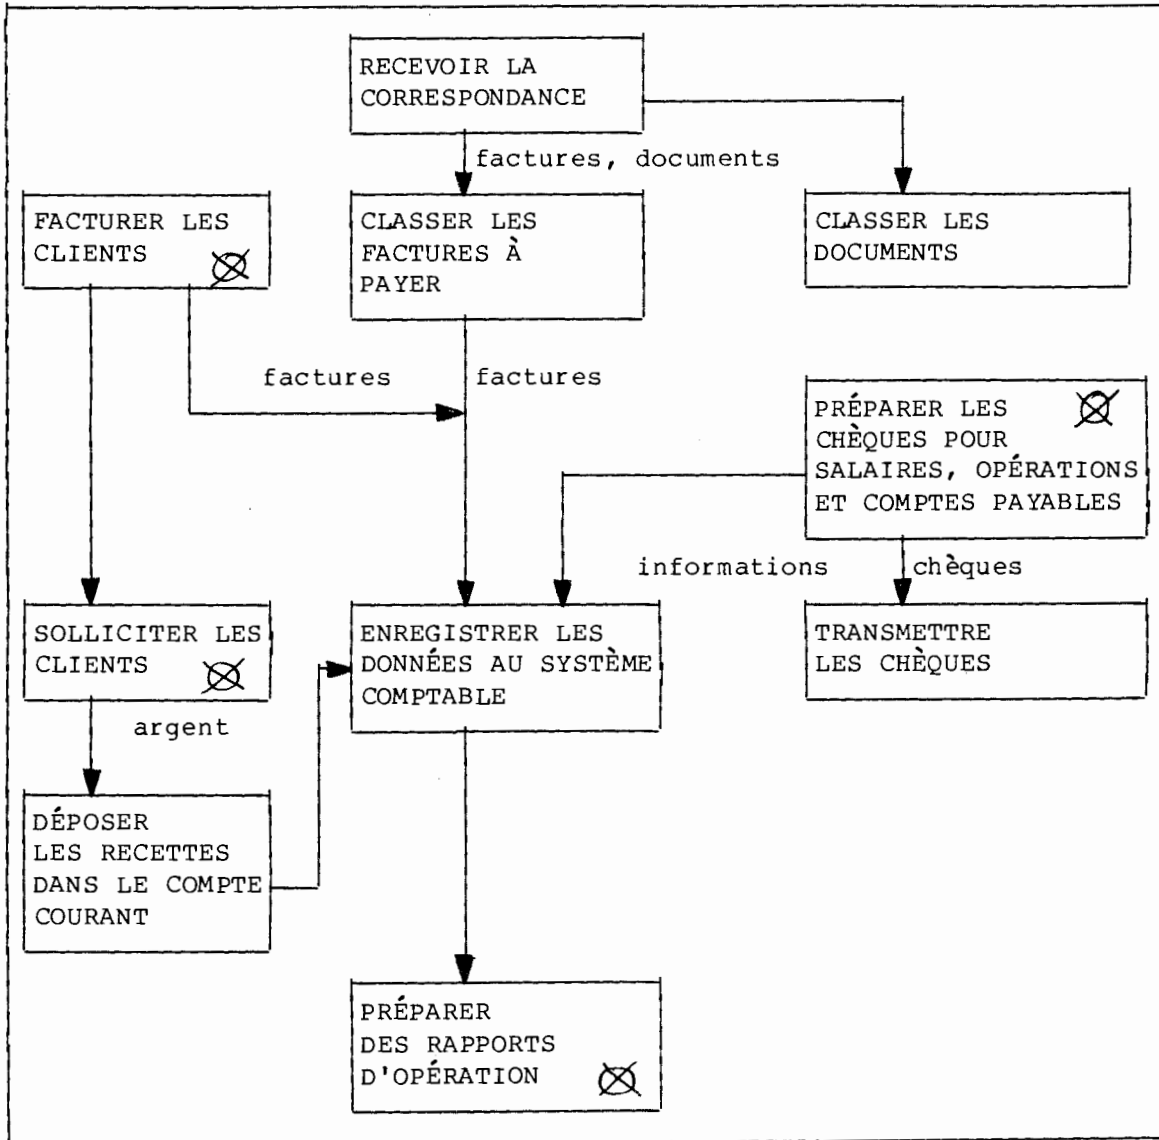 RECEVOIR LA
CORRESPONDANCE
factures, documents
FACTURER LES
CLIENTS
CLASSER LES
FACTURES À
PAYER
CLASSER LES
DOCUMENTS
factures
factures
PRÉPARER LES
CHÈQUES POUR
SALAIRES, OPÉRATIONS
ET COMPTES PAYABLES
informations
chèques
SOLLICITER LES
CLIENTS
ENREGISTRER LES
DONNÉES AU SYSTÈME
COMPTABLE
TRANSMETTRE
LES CHÈQUES
argent
DÉPOSER
LES RECETTES
DANS LE COMPTE
COURANT
PRÉPARER
DES RAPPORTS
D'OPÉRATION